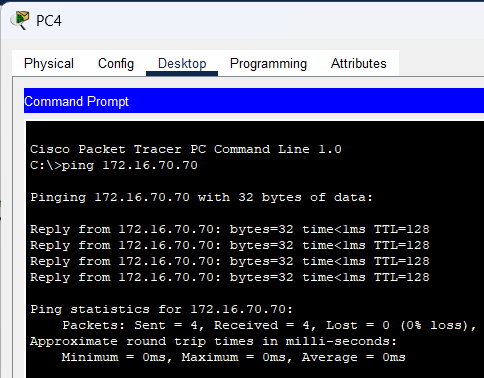 PC4
Physical Config Desktop Programming Attributes
Command Prompt
Cisco Packet Tracer PC Command Line 1.0
C:\>ping 172.16.70.70
Pinging 172.16.70.70 with 32 bytes of data:
Reply from 172.16.70.70: bytes=32 time<1ms TTL=128
Reply from 172.16.70.70: bytes=32 time<1ms TTL=128
Reply from 172.16.70.70: bytes=32 time<1ms TTL=128
Reply from 172.16.70.70: bytes=32 time<1ms TTL=128
Ping statistics for 172.16.70.70:
Packets: Sent = 4, Received = 4, Lost = 0 (0% loss),
Approximate round trip times in milli-seconds:
Minimum = 0ms, Maximum = 0ms, Average = 0ms